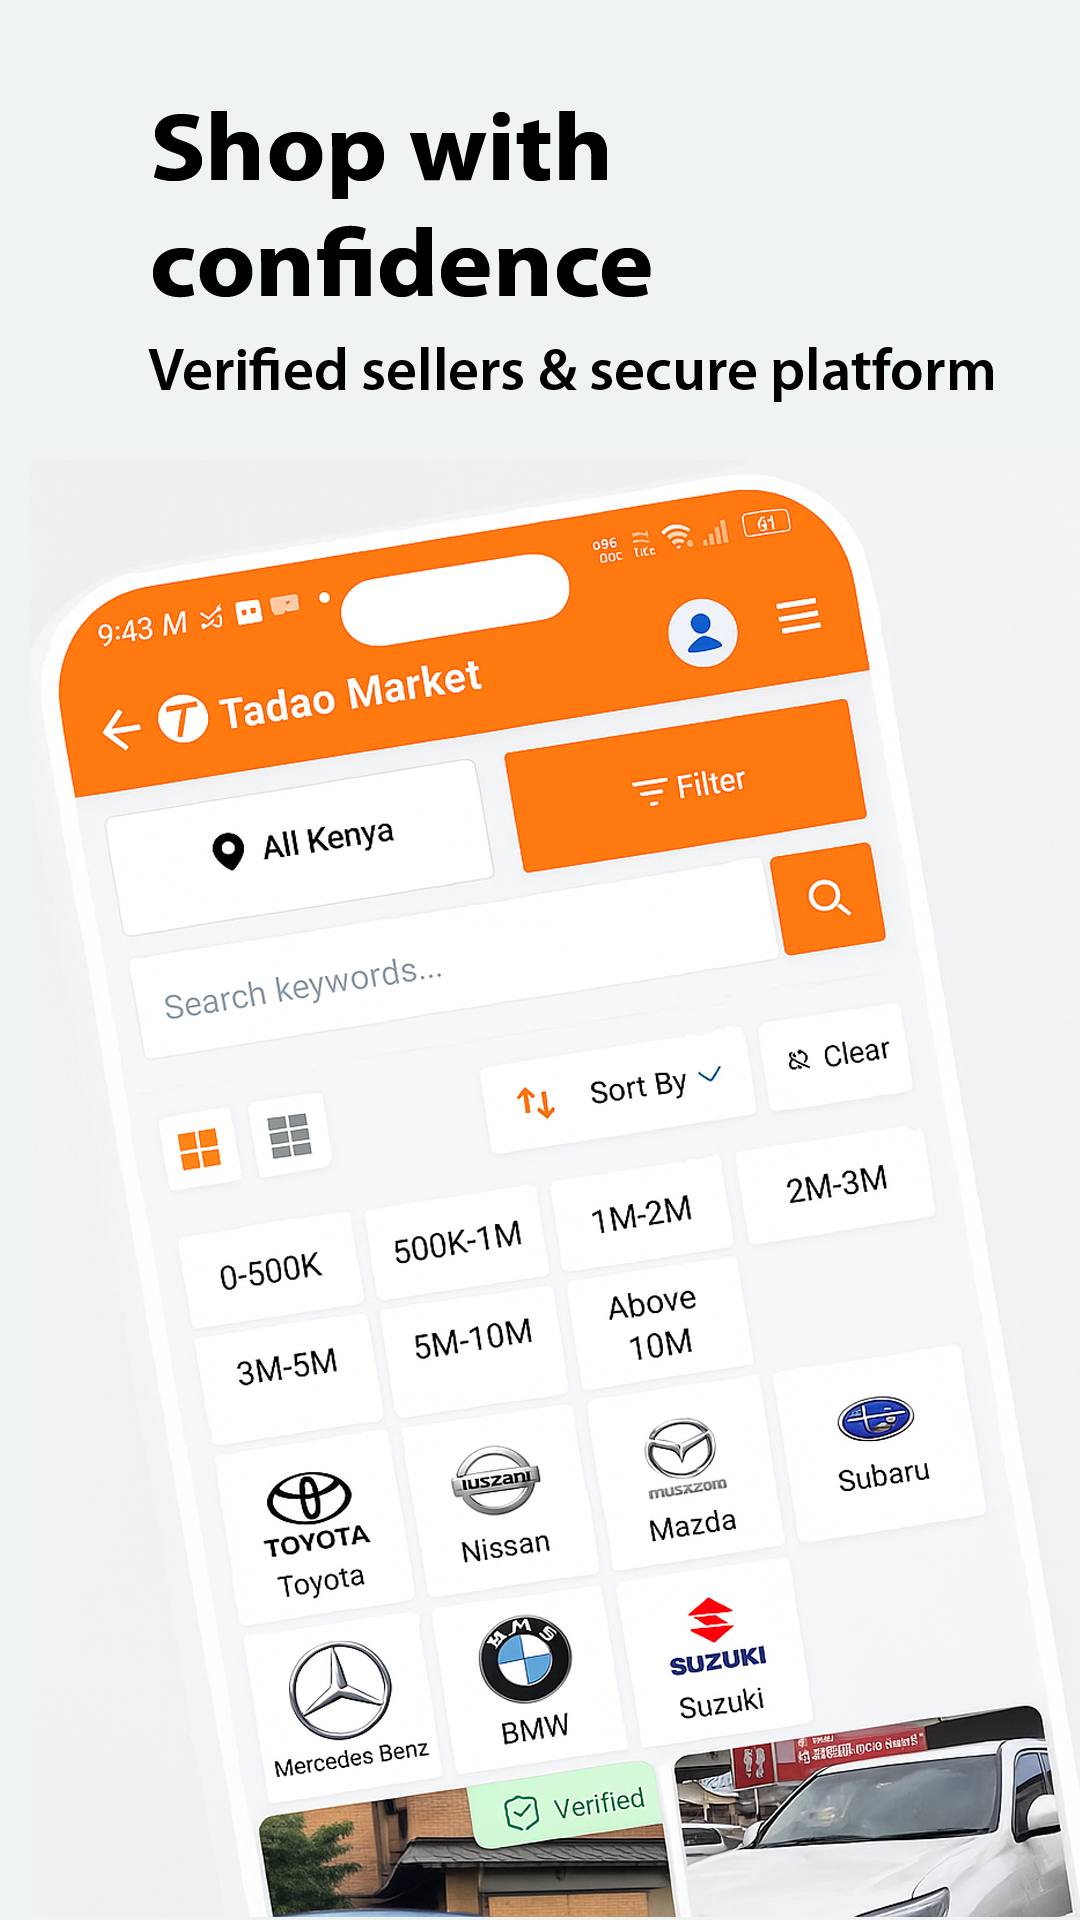 Shop with
confidence
Verified sellers & secure platform
9:43 M
61
Tadao Market
All Kenya
Filter
Search keywords...
Sort By
Clear
0-500K
500K-1M
1M-2M
2M-3M
3M-5M
5M-10M
Above
10M
TOYOTA
Toyota
IUSZANI
Nissan
Mazda
Subaru
Mercedes Benz
BMW
SUZUKI
Suzuki
Verified